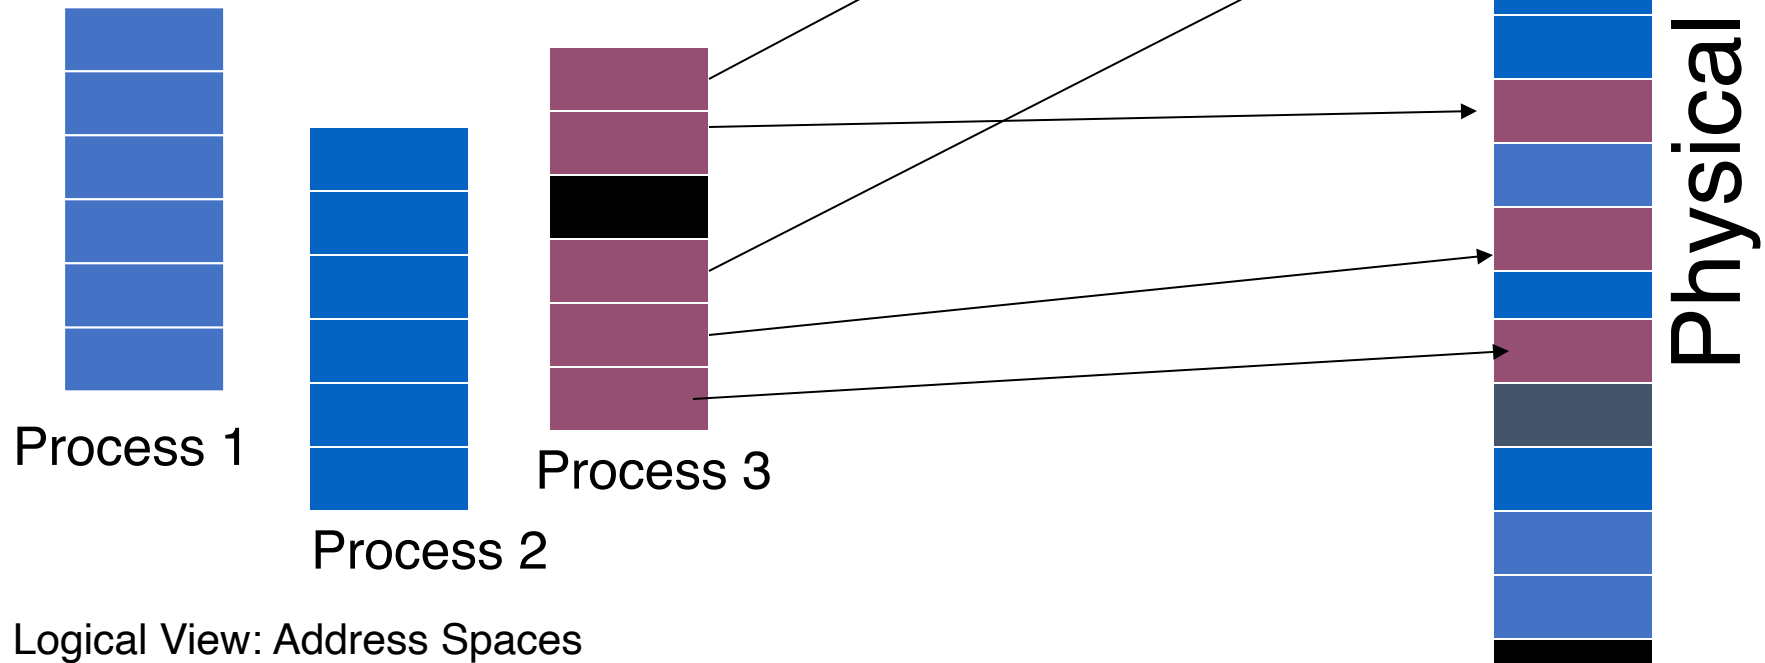 Physical
Process 1
Process 3
Process 2
Logical View: Address Spaces